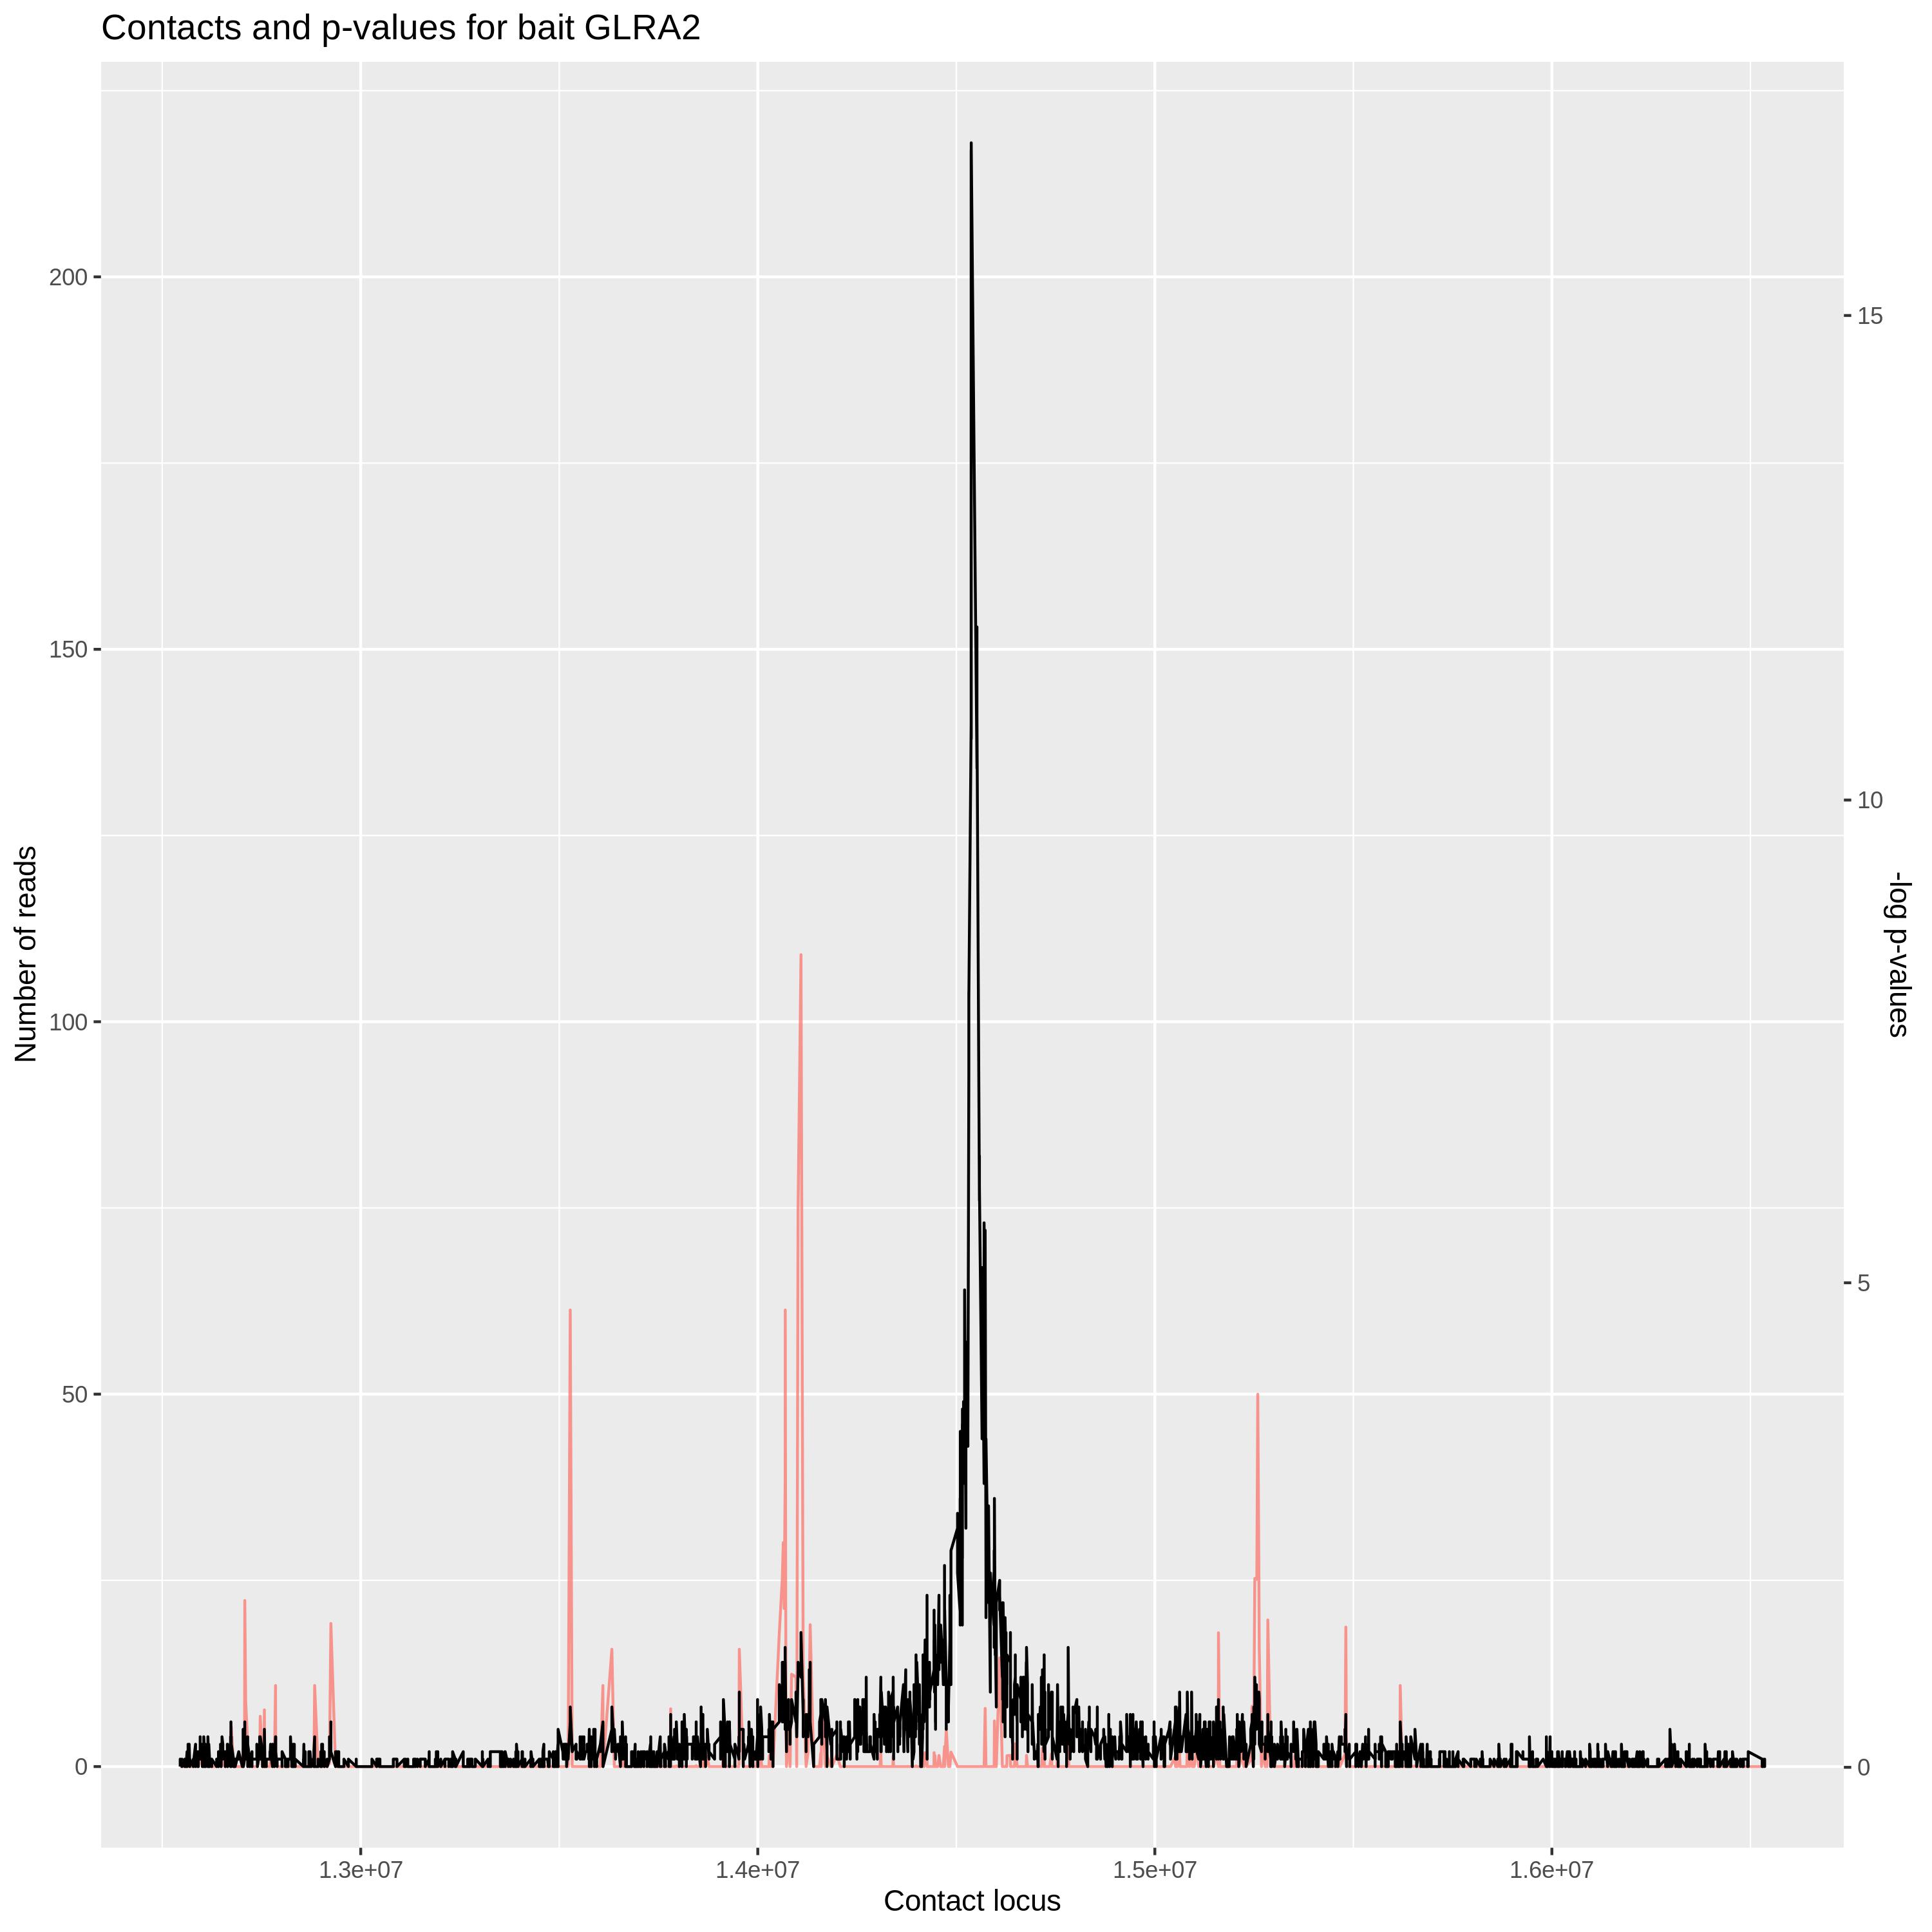 Contacts and p-values for bait GLRA2
200
150
100
50
0
Number of reads
15
10
5
0
-log p-values
1.3e+07
1.4e+07
1.5e+07
1.6e+07
Contact locus